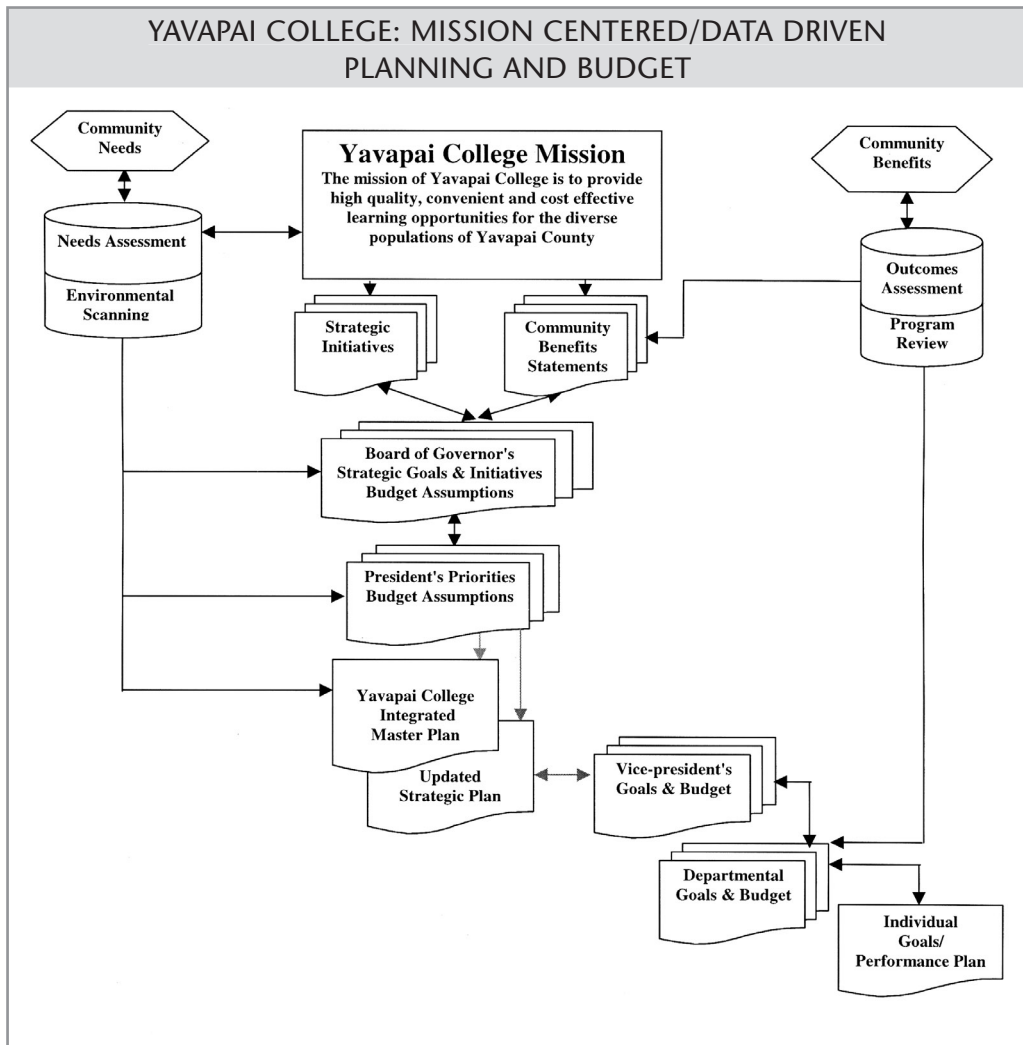 YAVAPAI COLLEGE: MISSION CENTERED/DATA DRIVEN
PLANNING AND BUDGET
Community
Needs
Yavapai College Mission
The mission of Yavapai College is to provide
high quality, convenient and cost effective
learning opportunities for the diverse
populations of Yavapai County
Community
Benefits
Needs Assessment
Environmental
Scanning
Outcomes
Assessment
Program
Review
Strategic
Initiatives
Community
Benefits
Statements
Board of Governor's
Strategic Goals & Initiatives
Budget Assumptions
President's Priorities
Budget Assumptions
Yavapai College
Integrated
Master Plan
Updated
Strategic Plan
Vice-president's
Goals & Budget
Departmental
Goals & Budget
Individual
Goals/
Performance Plan